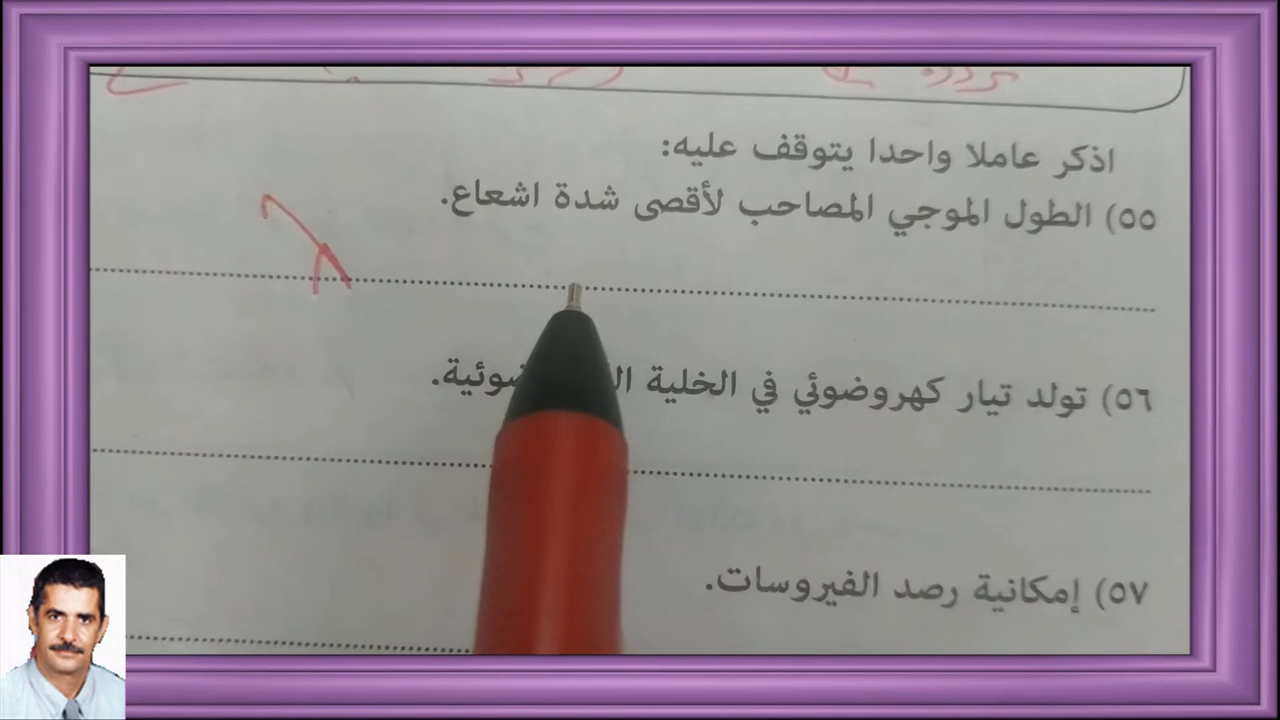 اذكر عاملا واحدا يتوقف عليه:
٥٥) الطول الموجي المصاحب لأقصى شدة اشعاع.
٥٦) تولد تيار كهروضوئي في الخلية
٥٧) إمكانية رصد الفيروسات.